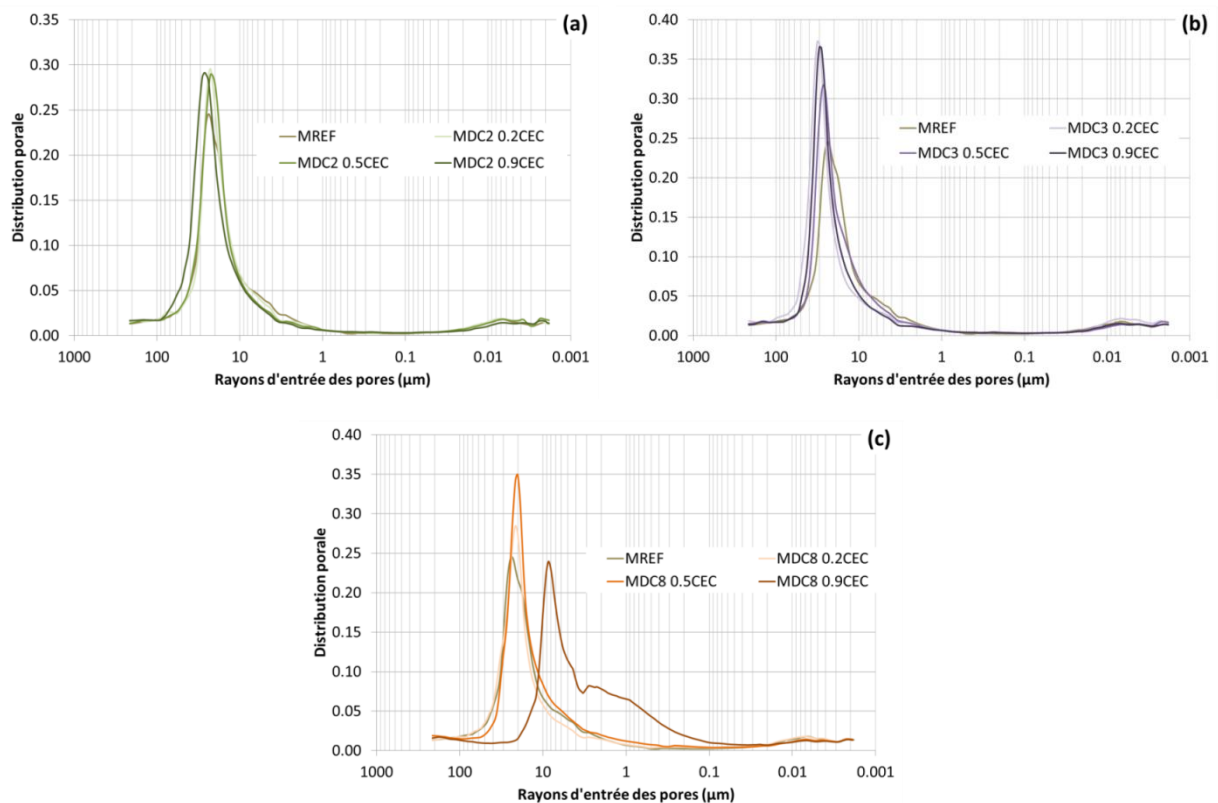 (a)
Distribution porale
0.35
0.30
0.25
0.20
0.15
0.10
0.05
0.00
MREF MDC2 0.2CEC
MDC2 0.5CEC MDC2 0.9CEC
1000 100 10 1 0.1 0.01 0.001
Rayons d'entrée des pores (µm)
(b)
Distribution porale
0.40
0.35
0.30
0.25
0.20
0.15
0.10
0.05
0.00
MREF MDC3 0.2CEC
MDC3 0.5CEC MDC3 0.9CEC
1000 100 10 1 0.1 0.01 0.001
Rayons d'entrée des pores (µm)
(c)
Distribution porale
0.40
0.35
0.30
0.25
0.20
0.15
0.10
0.05
0.00
MREF MDC8 0.2CEC
MDC8 0.5CEC MDC8 0.9CEC
1000 100 10 1 0.1 0.01 0.001
Rayons d'entrée des pores (µm)